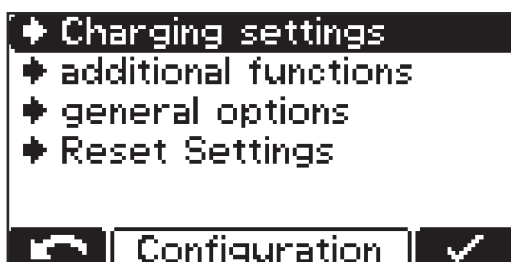 Charging settings
additional functions
general options
Reset Settings
Configuration